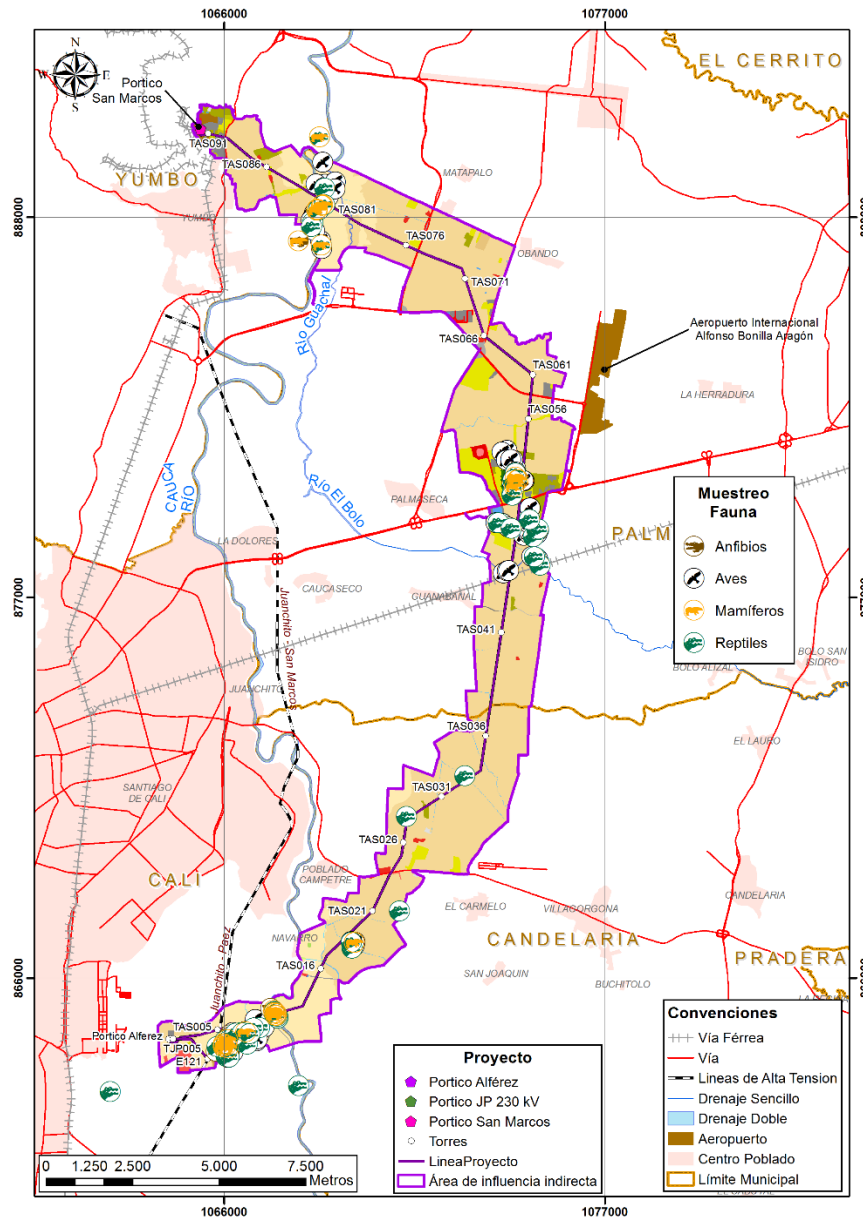 1066000
1077000
EL CERRITO
N
W
E
S
Portico
San Marcos
TAS091
TAS086
YUMBO
MATAPALO
YUMBO
TAS081
888000
TAS076
OBANDO
TAS071
Río Guachal
TAS066
Aeropuerto Internacional
Alfonso Bonilla Aragón
TAS061
LA HERRADURA
TAS056
CAUCA
RÍO
Río El Bolo
PALMASECA
Muestreo
Fauna
Anfibios
Aves
Mamíferos
Reptiles
PALM
LA DOLORES
877000
877000
CAUCASECO
GUANABANAL
Juanchito - San Marcos
TAS041
BOLO SAN
ISIDRO
BOLO ALIZAL
JUANCHITO
TAS036
EL LAURO
SANTIAGO
DE CALI
TAS031
TAS026
CALI
POBLADO
CAMPETRE
TAS021
EL CARMELO
VILLAGORGONA
CANDELARIA
NAVARRO
CANDELARIA
PRADERA
TAS016
SAN JOAQUIN
BUCHITOLO
866000
866000
Juanchito - Paez
TAS005
Portico Alferez
TJP005
E121
Proyecto
Portico Alférez
Portico JP 230 kV
Portico San Marcos
Torres
LineaProyecto
Área de influencia indirecta
Convenciones
Vía Férrea
Vía
Lineas de Alta Tension
Drenaje Sencillo
Drenaje Doble
Aeropuerto
Centro Poblado
Límite Municipal
0 1.250 2.500 5.000 7.500
Metros
1066000
1077000